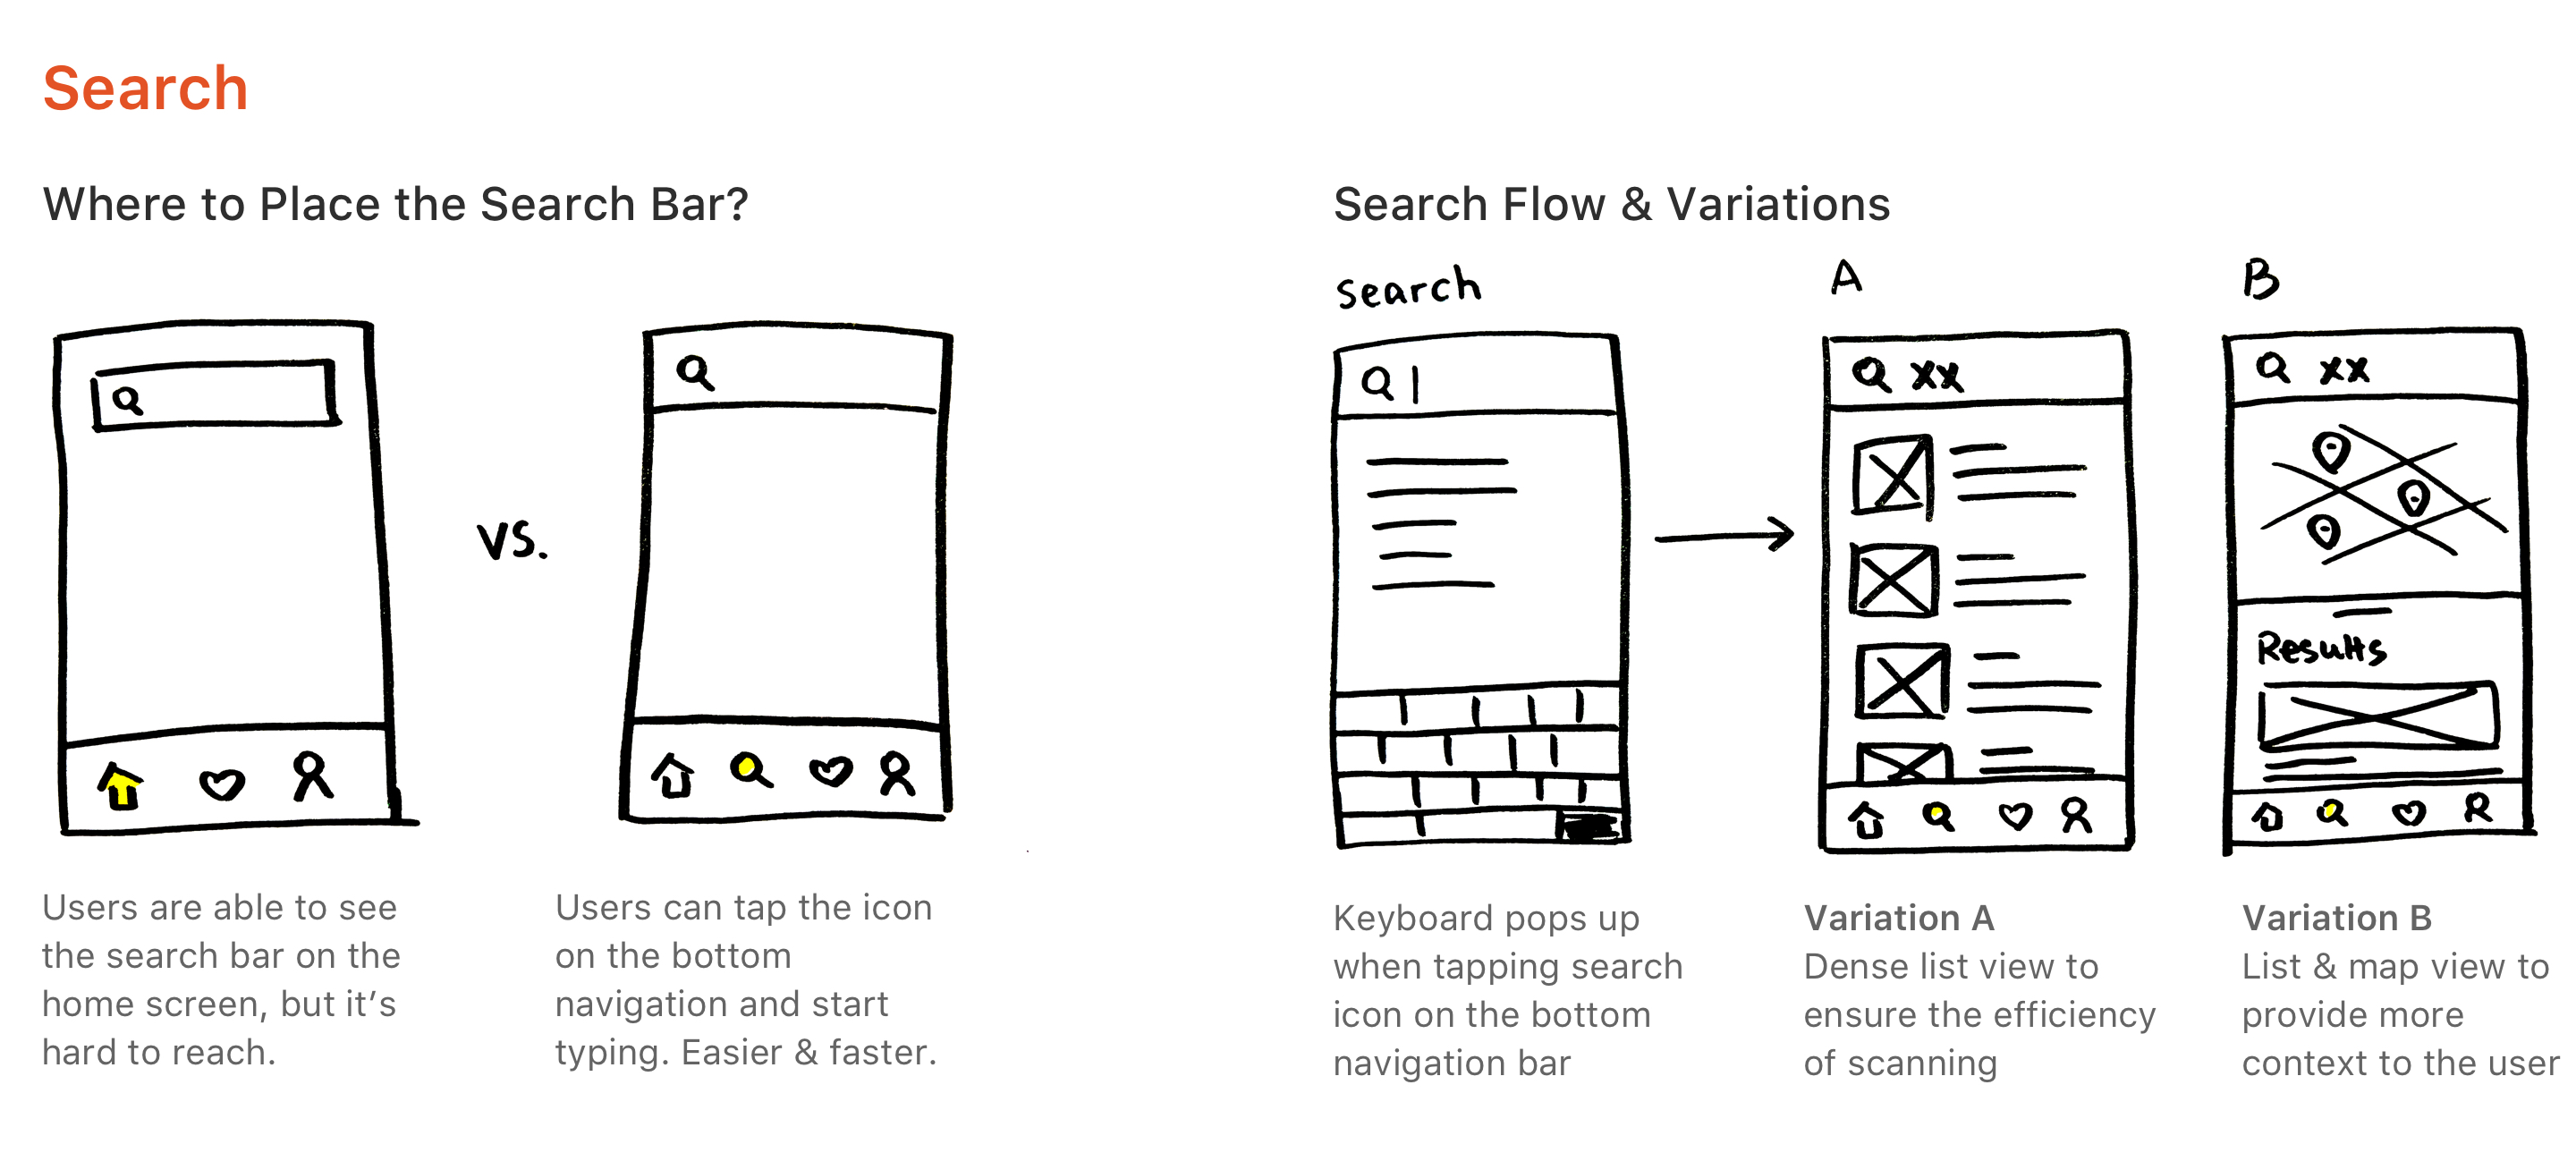 Search
Where to Place the Search Bar?
vs.
Users are able to see
the search bar on the
home screen, but it’s
hard to reach.
Users can tap the icon
on the bottom
navigation and start
typing. Easier & faster.
Search Flow & Variations
search
A
xx
B
xx
Results
Keyboard pops up
when tapping search
icon on the bottom
navigation bar
Variation A
Dense list view to
ensure the efficiency
of scanning
Variation B
List & map view to
provide more
context to the user